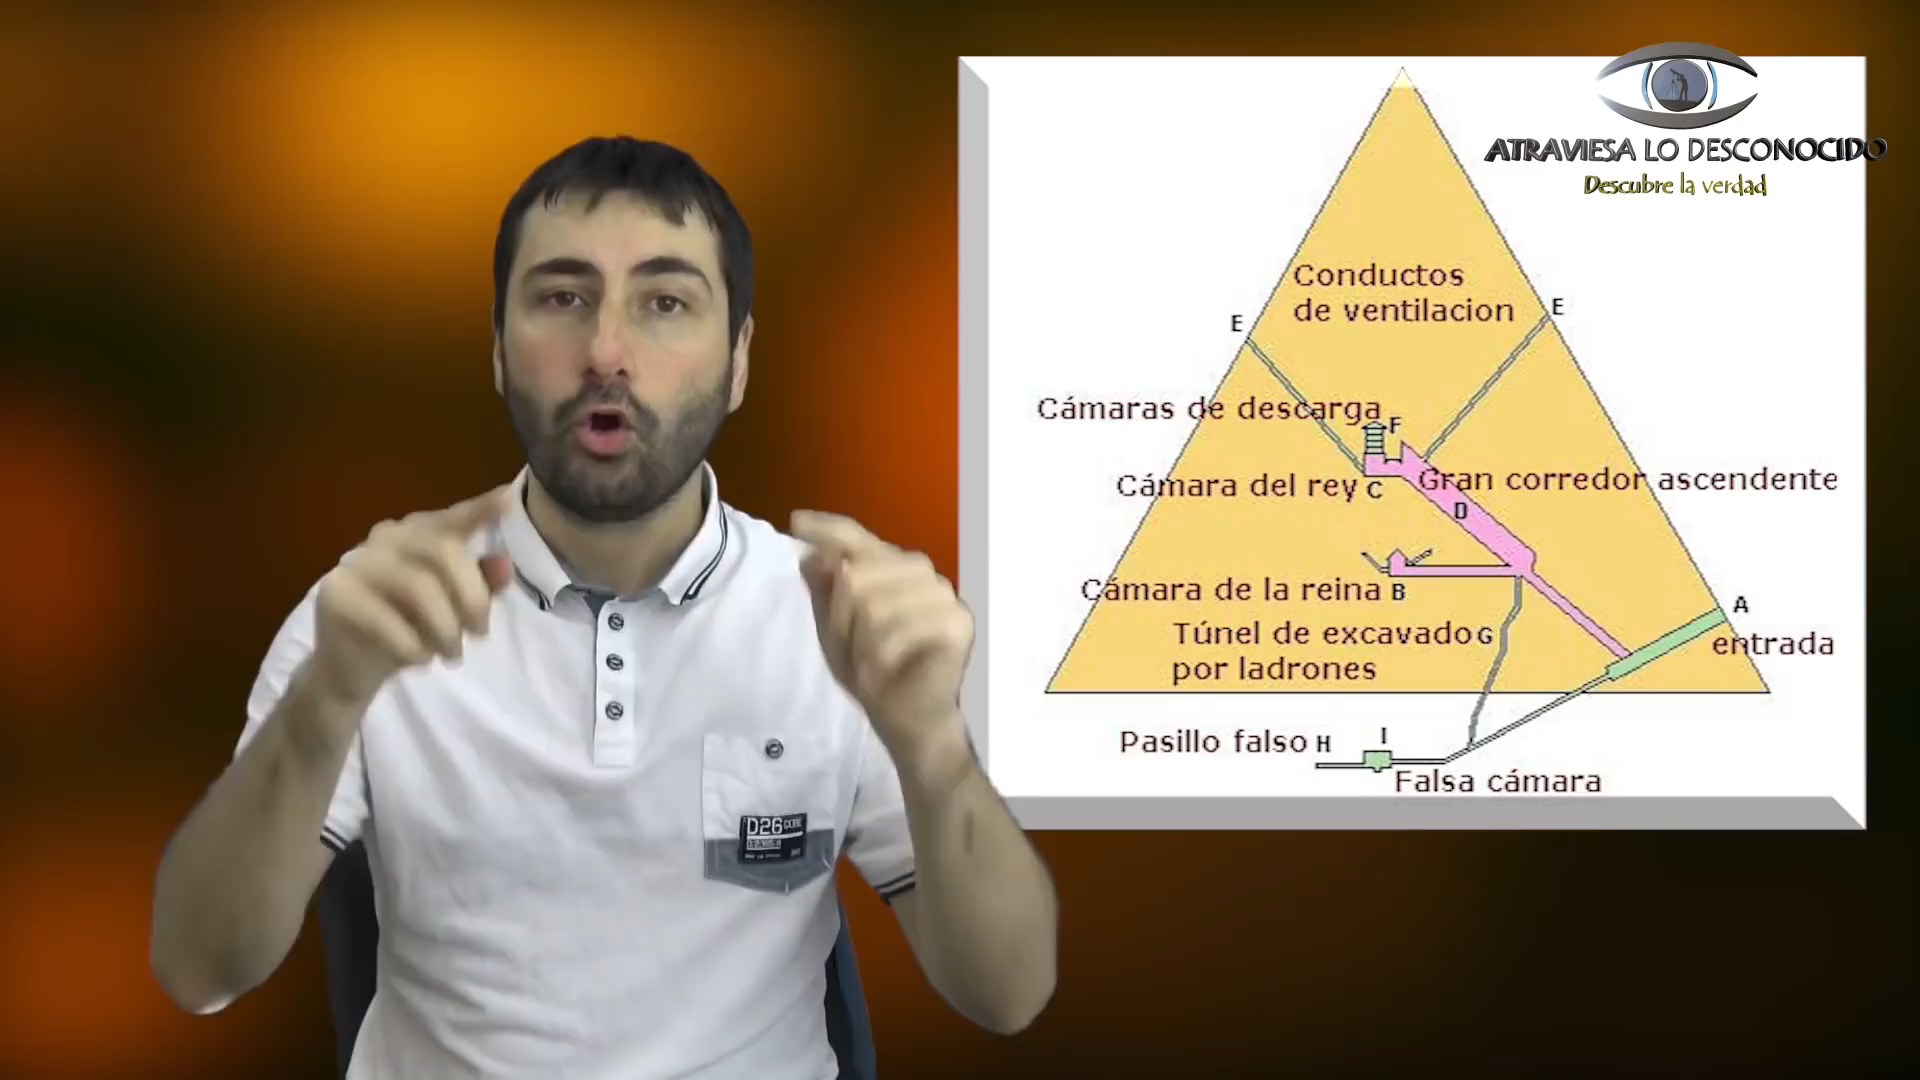 ATRAVIESA LO DESCONOCIDO
Descubre la verdad
Conductos
de ventilacion
E
E
Cámaras de descarga
F
Cámara del rey C
Gran corredor ascendente
D
Cámara de la reina B
A
entrada
Túnel de excavado G
por ladrones
Pasillo falso H
I
Falsa cámara
D26